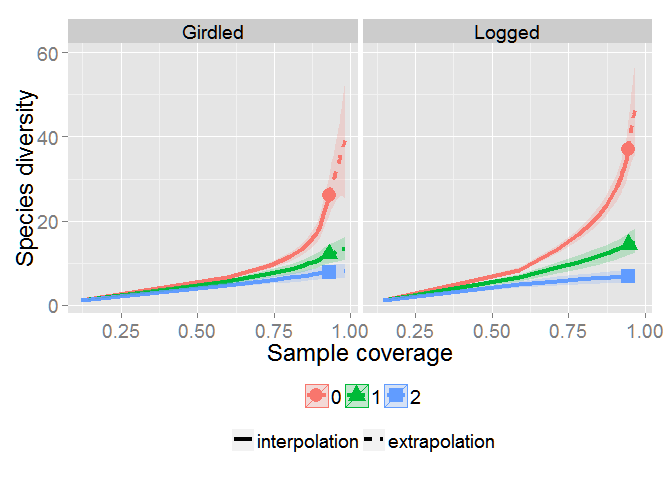 Girdled Logged
60
40
20
0
Species diversity
0.25 0.50 0.75 1.00 0.25 0.50 0.75 1.00
Sample coverage
0 1 2
interpolation extrapolation